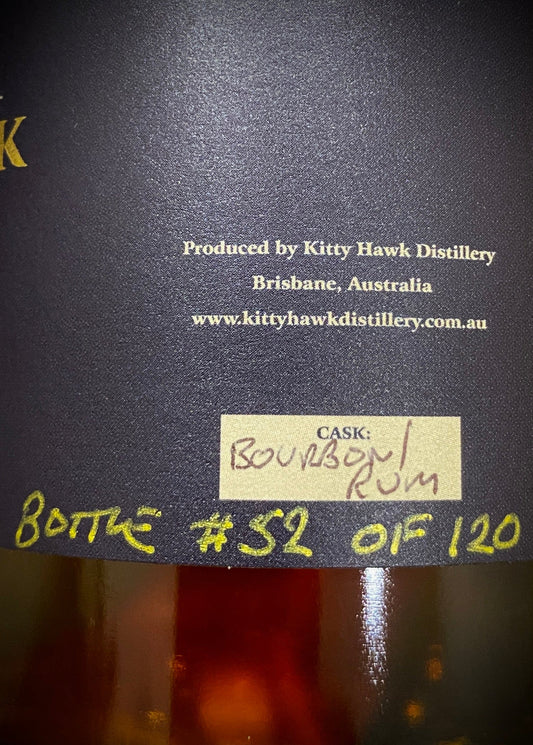 K
Produced by Kitty Hawk Distillery
Brisbane, Australia
www.kittyhawkdistillery.com.au
CASK:
BOURBON/
RUM
BOTTLE #52 OF 120